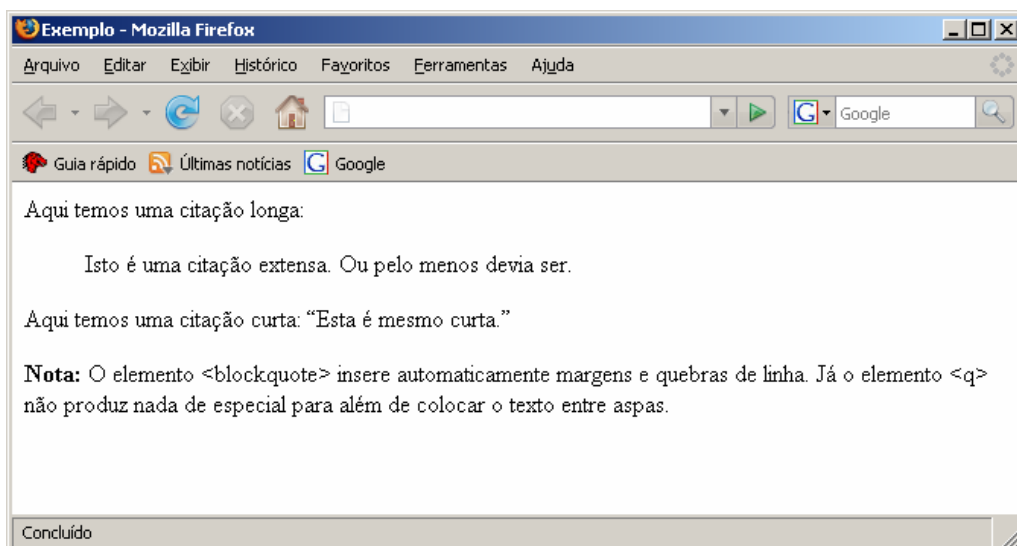 Exemplo - Mozilla Firefox
Arquivo Editar Exibir Histórico Favoritos Ferramentas Ajuda
G Google
Guia rápido Últimas notícias G Google
Aqui temos uma citação longa:
Isto é uma citação extensa. Ou pelo menos devia ser.
Aqui temos uma citação curta: “Esta é mesmo curta.”
Nota: O elemento <blockquote> insere automaticamente margens e quebras de linha. Já o elemento <q>
não produz nada de especial para além de colocar o texto entre aspas.
Concluído